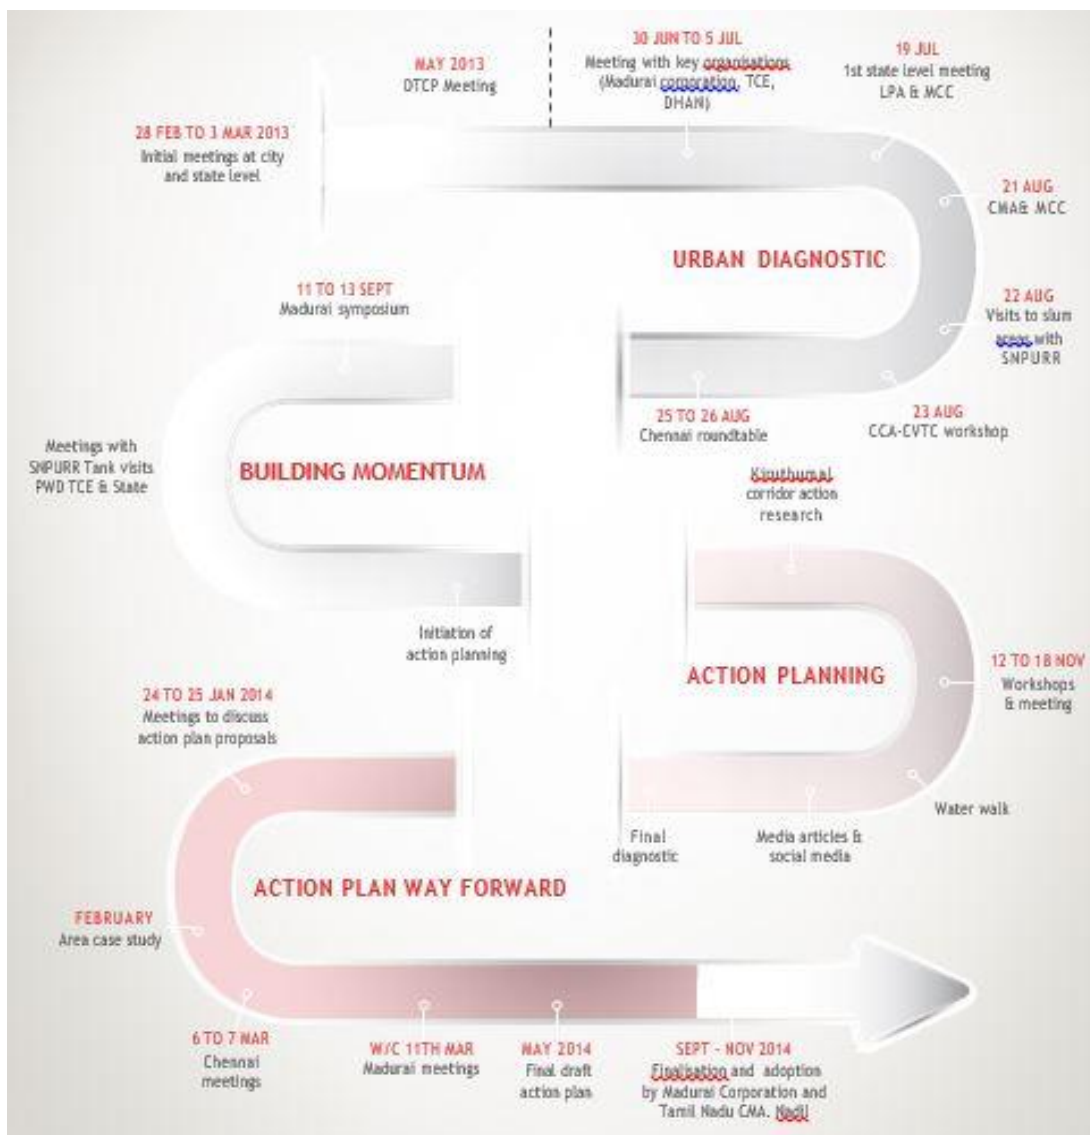 28 FEB TO 3 MAR 2013
Initial meetings at city
and state level
MAY 2013
DTCP Meeting
30 JUN TO 5 JUL
Meeting with key organisations
(Madurai corporation, TCE,
DHAN)
19 JUL
1st state level meeting
LPA & MCC
21 AUG
CMA& MCC
URBAN DIAGNOSTIC
22 AUG
Visits to slum
areas with
SNPURR
23 AUG
CCA-CVTC workshop
25 TO 26 AUG
Chennai roundtable
11 TO 13 SEPT
Madurai symposium
BUILDING MOMENTUM
Meetings with
SNPURR Tank visits
PWD TCE & State
Initiation of
action planning
Kiruthumal
corridor action
research
ACTION PLANNING
12 TO 18 NOV
Workshops
& meeting
Water walk
Media articles &
social media
Final
diagnostic
24 TO 25 JAN 2014
Meetings to discuss
action plan proposals
ACTION PLAN WAY FORWARD
FEBRUARY
Area case study
6 TO 7 MAR
Chennai
meetings
W/C 11TH MAR
Madurai meetings
MAY 2014
Final draft
action plan
SEPT - NOV 2014
Finalisation and adoption
by Madurai Corporation and
Tamil Nadu CMA. Nadil